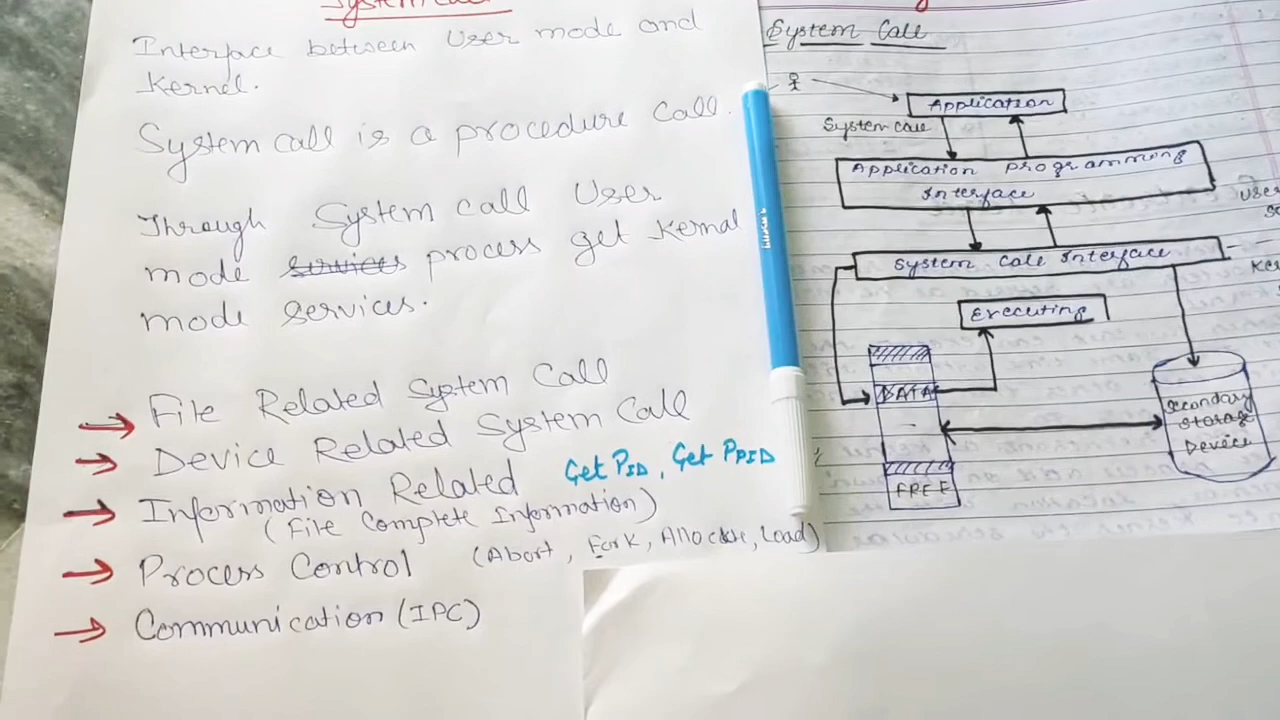 System Call
Interface between User mode and
Kernel.
System call is a procedure Call.
Through System Call User
mode services process get Kernal
mode services.
File Related System Call
Device Related System Call
Information Related Get PID, Get PPID
(File Complete Information)
Process Control (Abort, Fork, Allocate, Load)
Communication (IPC)
System Call
Application
System Call
Application Programming
Interface
User
System Call Interface
Executing
DATA
FREE
Secondary
Storage
Device